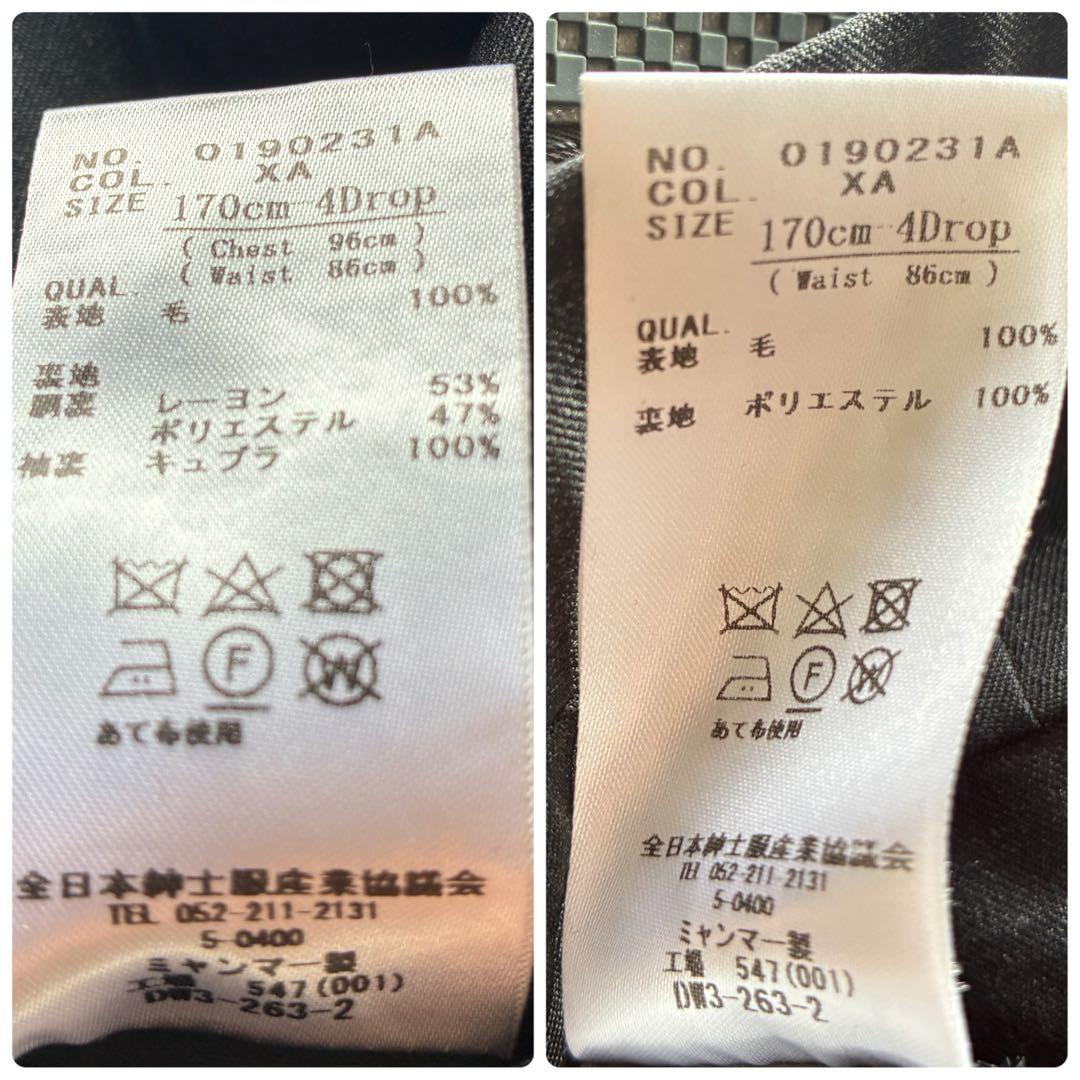 NO. 0190231A
COL. XA
SIZE 170cm-4Drop
( Chest 96cm )
( Waist 86cm )
QUAL
表地 毛 100%
裏地
胴裏 レーヨン 53%
ポリエステル 47%
袖裏 キュプラ 100%
F W
あて布使用
全日本紳士服産業協議会
TEL 052-211-2131
5-0400
ミャンマー製
工場 547(001)
DW3-263-2
NO. 0190231A
COL. XA
SIZE 170cm-4Drop
( Waist 86cm )
QUAL.
表地 毛 100%
裏地 ポリエステル 100%
F W
あて布使用
全日本紳士服産業協議会
TEL 052-211-2131
5-0400
ミャンマー製
工場 547(001)
DW3-263-2